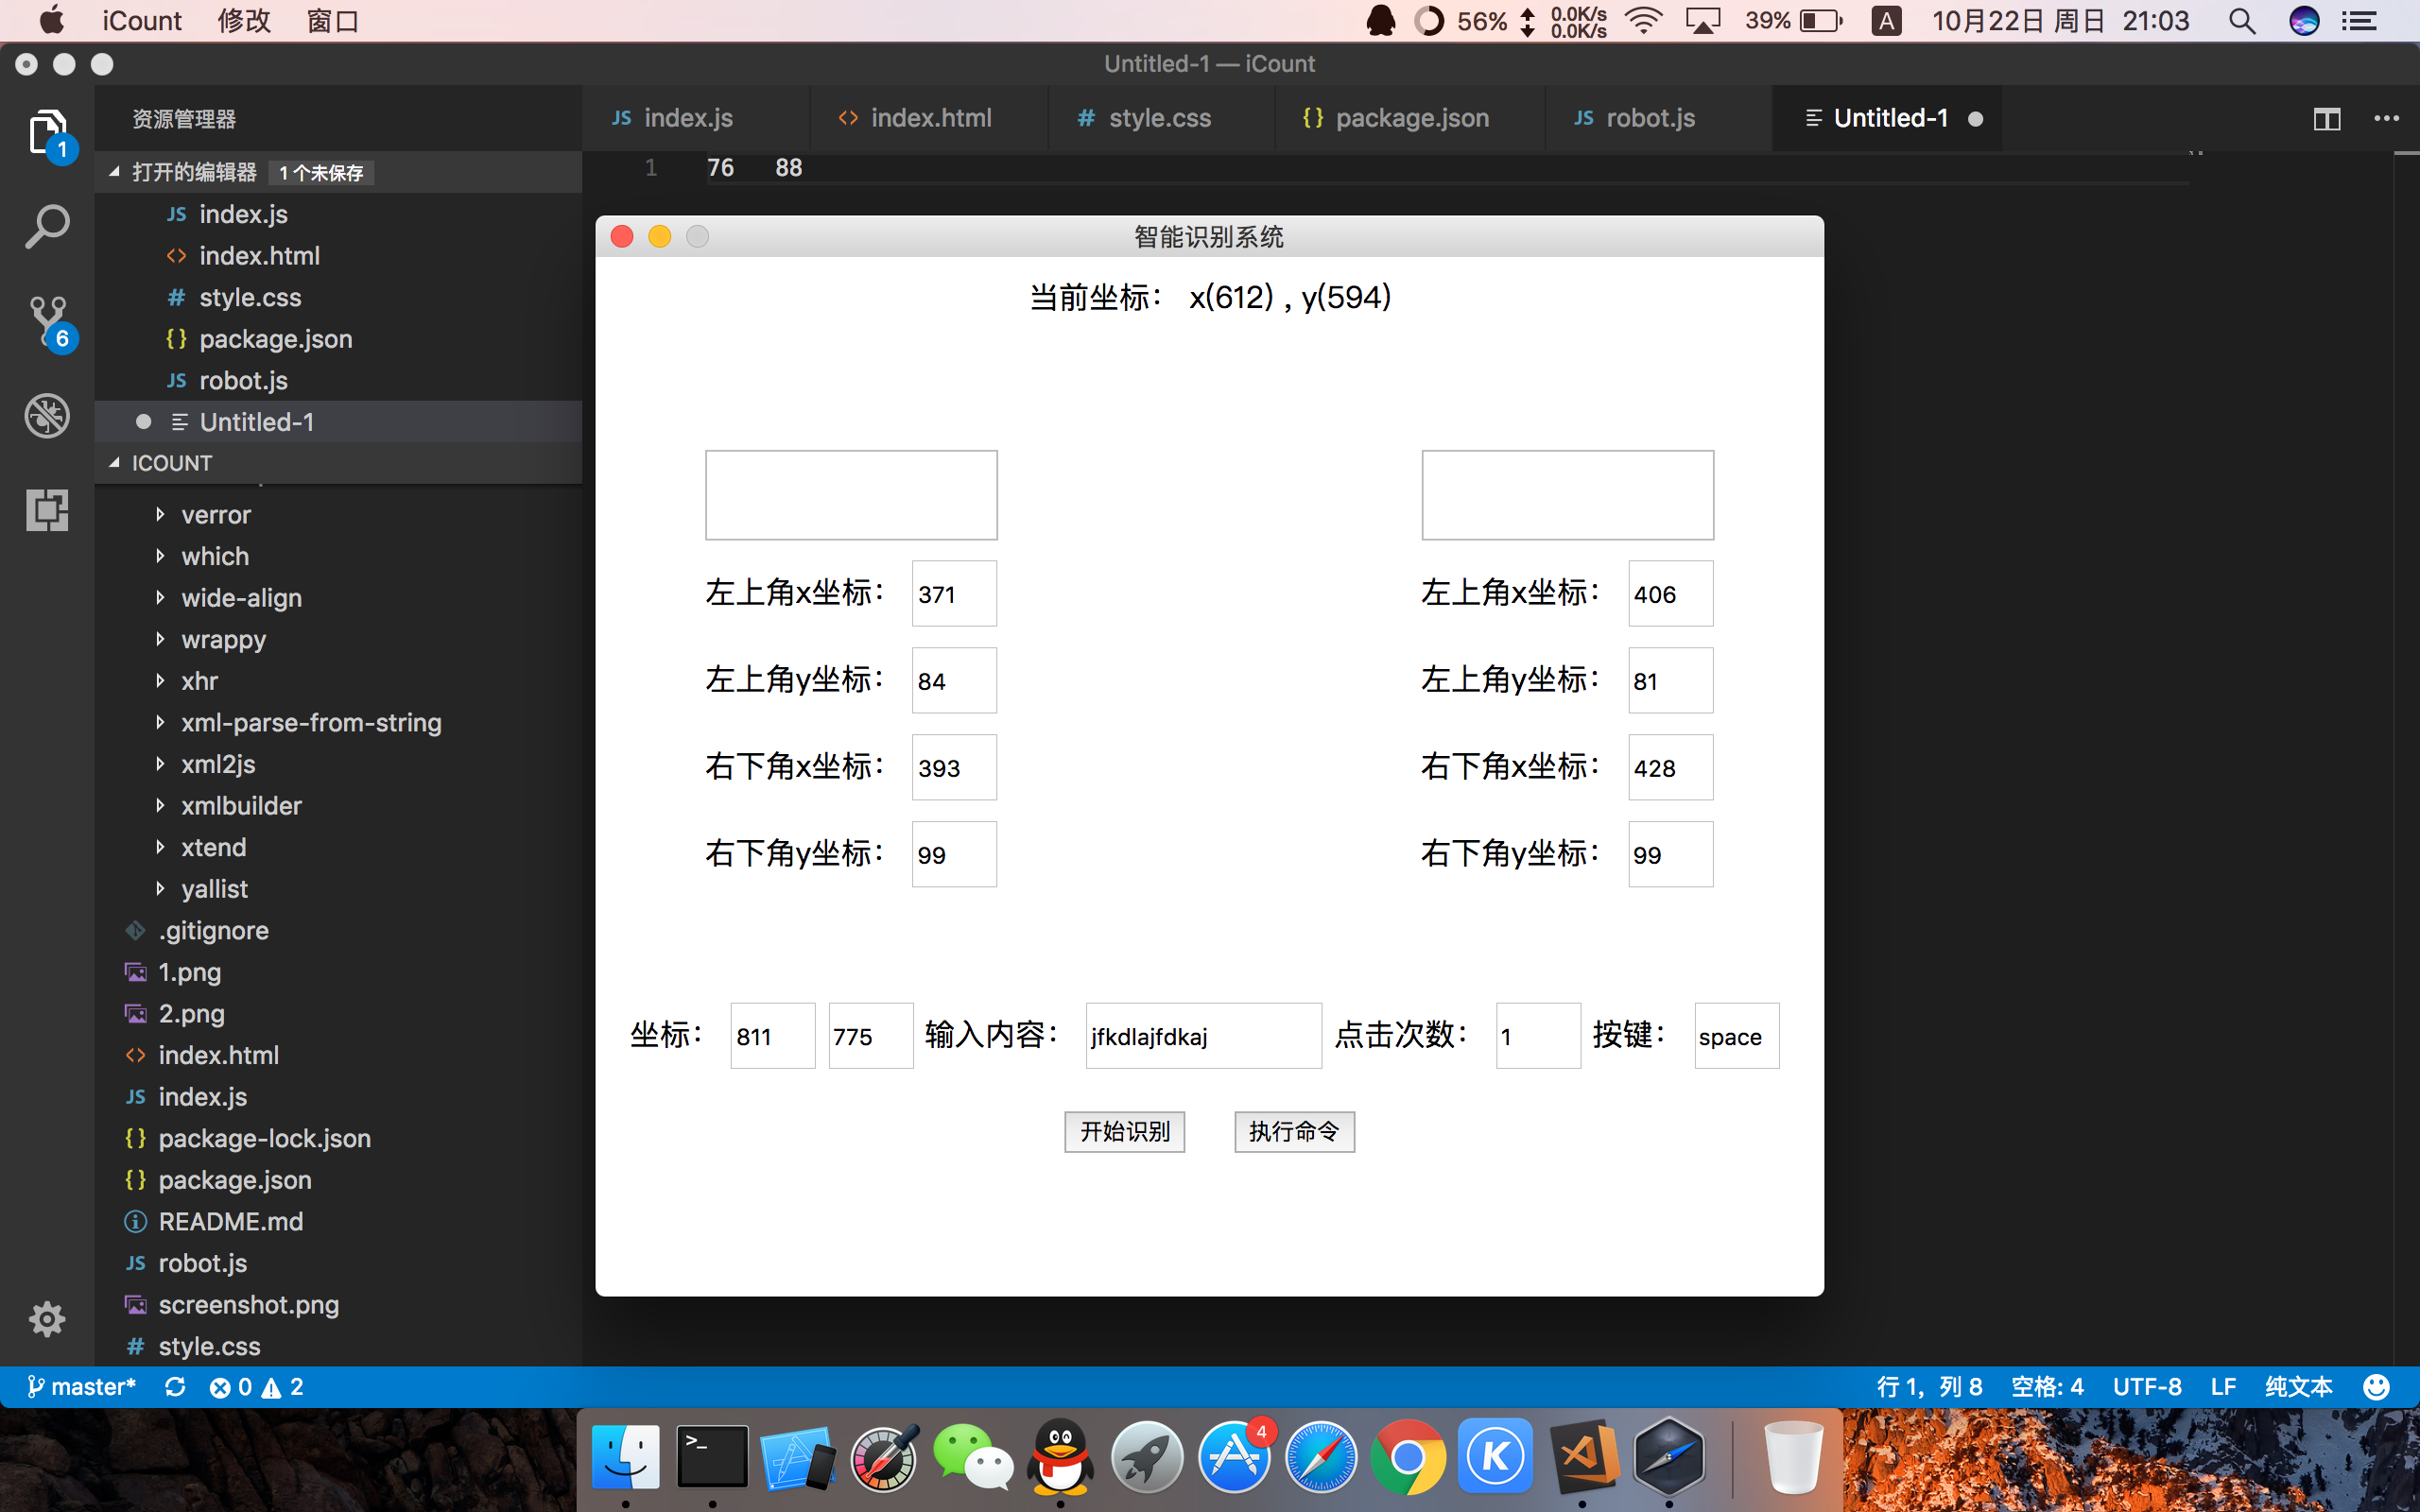 iCount 修改 窗口 56% 0.0K/s 0.0K/s 39% A 10月22日 周日 21:03
Untitled-1 — iCount
资源管理器
JS index.js <> index.html # style.css {} package.json JS robot.js Untitled-1
1
打开的编辑器 1 个未保存
1 76 88
JS index.js
<> index.html
# style.css
{} package.json
JS robot.js
Untitled-1
6
ICOUNT
verror
which
wide-align
wrappy
xhr
xml-parse-from-string
xml2js
xmlbuilder
xtend
yallist
.gitignore
1.png
2.png
<> index.html
JS index.js
{} package-lock.json
{} package.json
README.md
JS robot.js
screenshot.png
# style.css
智能识别系统
当前坐标： x(612) , y(594)
左上角x坐标： 371
左上角y坐标： 84
右下角x坐标： 393
右下角y坐标： 99
左上角x坐标： 406
左上角y坐标： 81
右下角x坐标： 428
右下角y坐标： 99
坐标： 811 775 输入内容： jfkdlajfdkaj 点击次数： 1 按键： space
开始识别 执行命令
master* 0 2 行 1，列 8 空格: 4 UTF-8 LF 纯文本
>_ 4 K